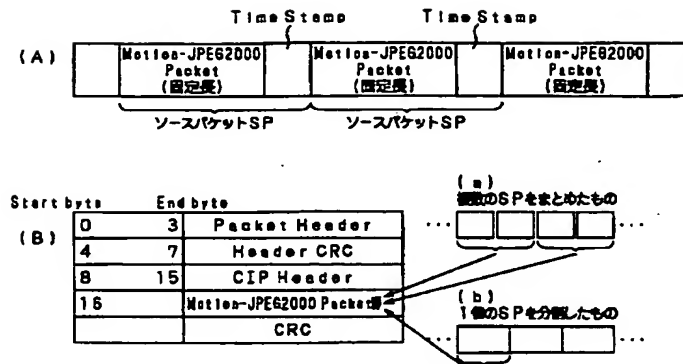 Time Stamp Time Stamp
(A)
Motion-JPEG2000 Packet (固定長)
Motion-JPEG2000 Packet (固定長)
Motion-JPEG2000 Packet (固定長)
ソースパケットSP ソースパケットSP
(a)
複数のSPをまとめたもの
Start byte End byte
(B)
0 3 Packet Header
4 7 Header CRC
8 15 CIP Header
16 Motion-JPEG2000 Packet等
CRC
(b)
1個のSPを分割したもの